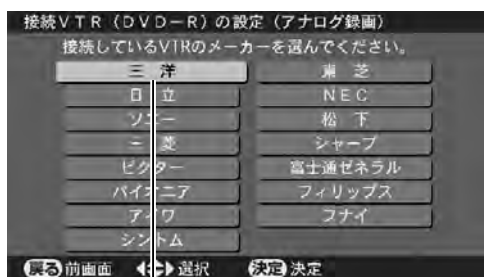 接続VTR（DVD－R）の設定（アナログ録画）
接続しているVTRのメーカーを選んでください。
三 洋
東 芝
日 立
NEC
ソニー
松 下
三 菱
シャープ
ビクター
富士通ゼネラル
パイオニア
フィリップス
アイワ
フナイ
シントム
戻る 前画面 選択 決定 決定